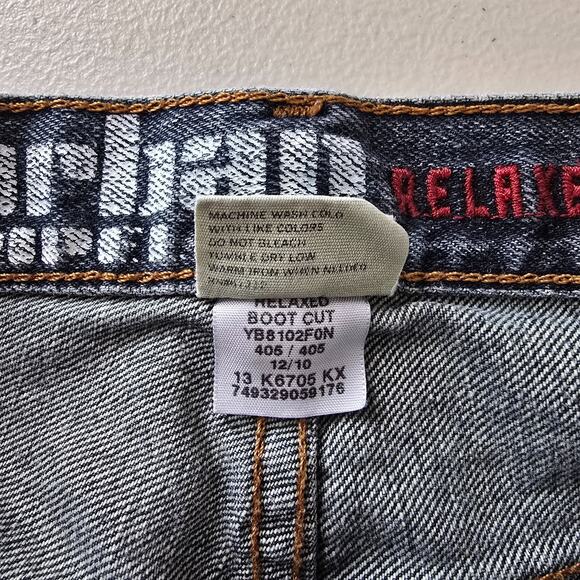 RELAXE
MACHINE WASH COLD
WITH LIKE COLORS
DO NOT BLEACH
TUMBLE DRY LOW
WARM IRON WHEN NEEDED
RELAXED
BOOT CUT
YB8102F0N
405 / 405
12/10
13 K6705 KX
749329059176